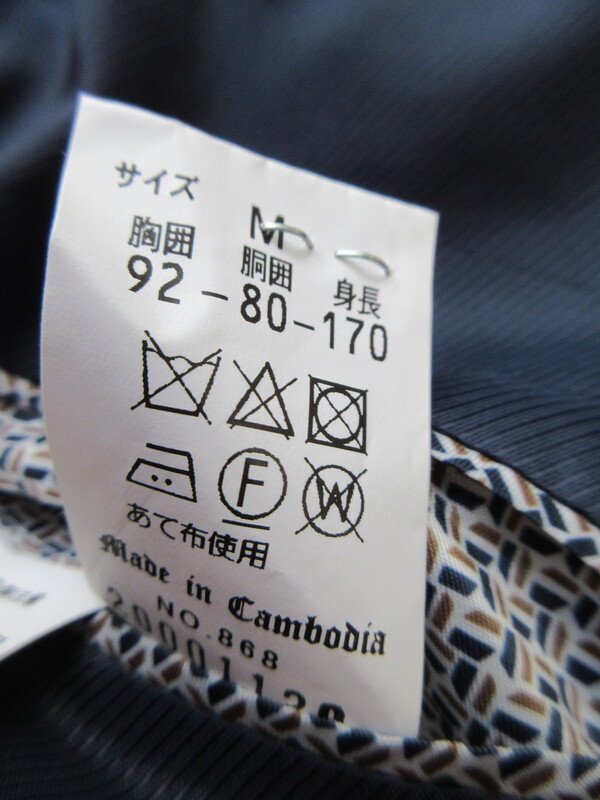 サイズ
M
胸囲 胴囲 身長
92-80-170
F W
あて布使用
Made in Cambodia
NO.868